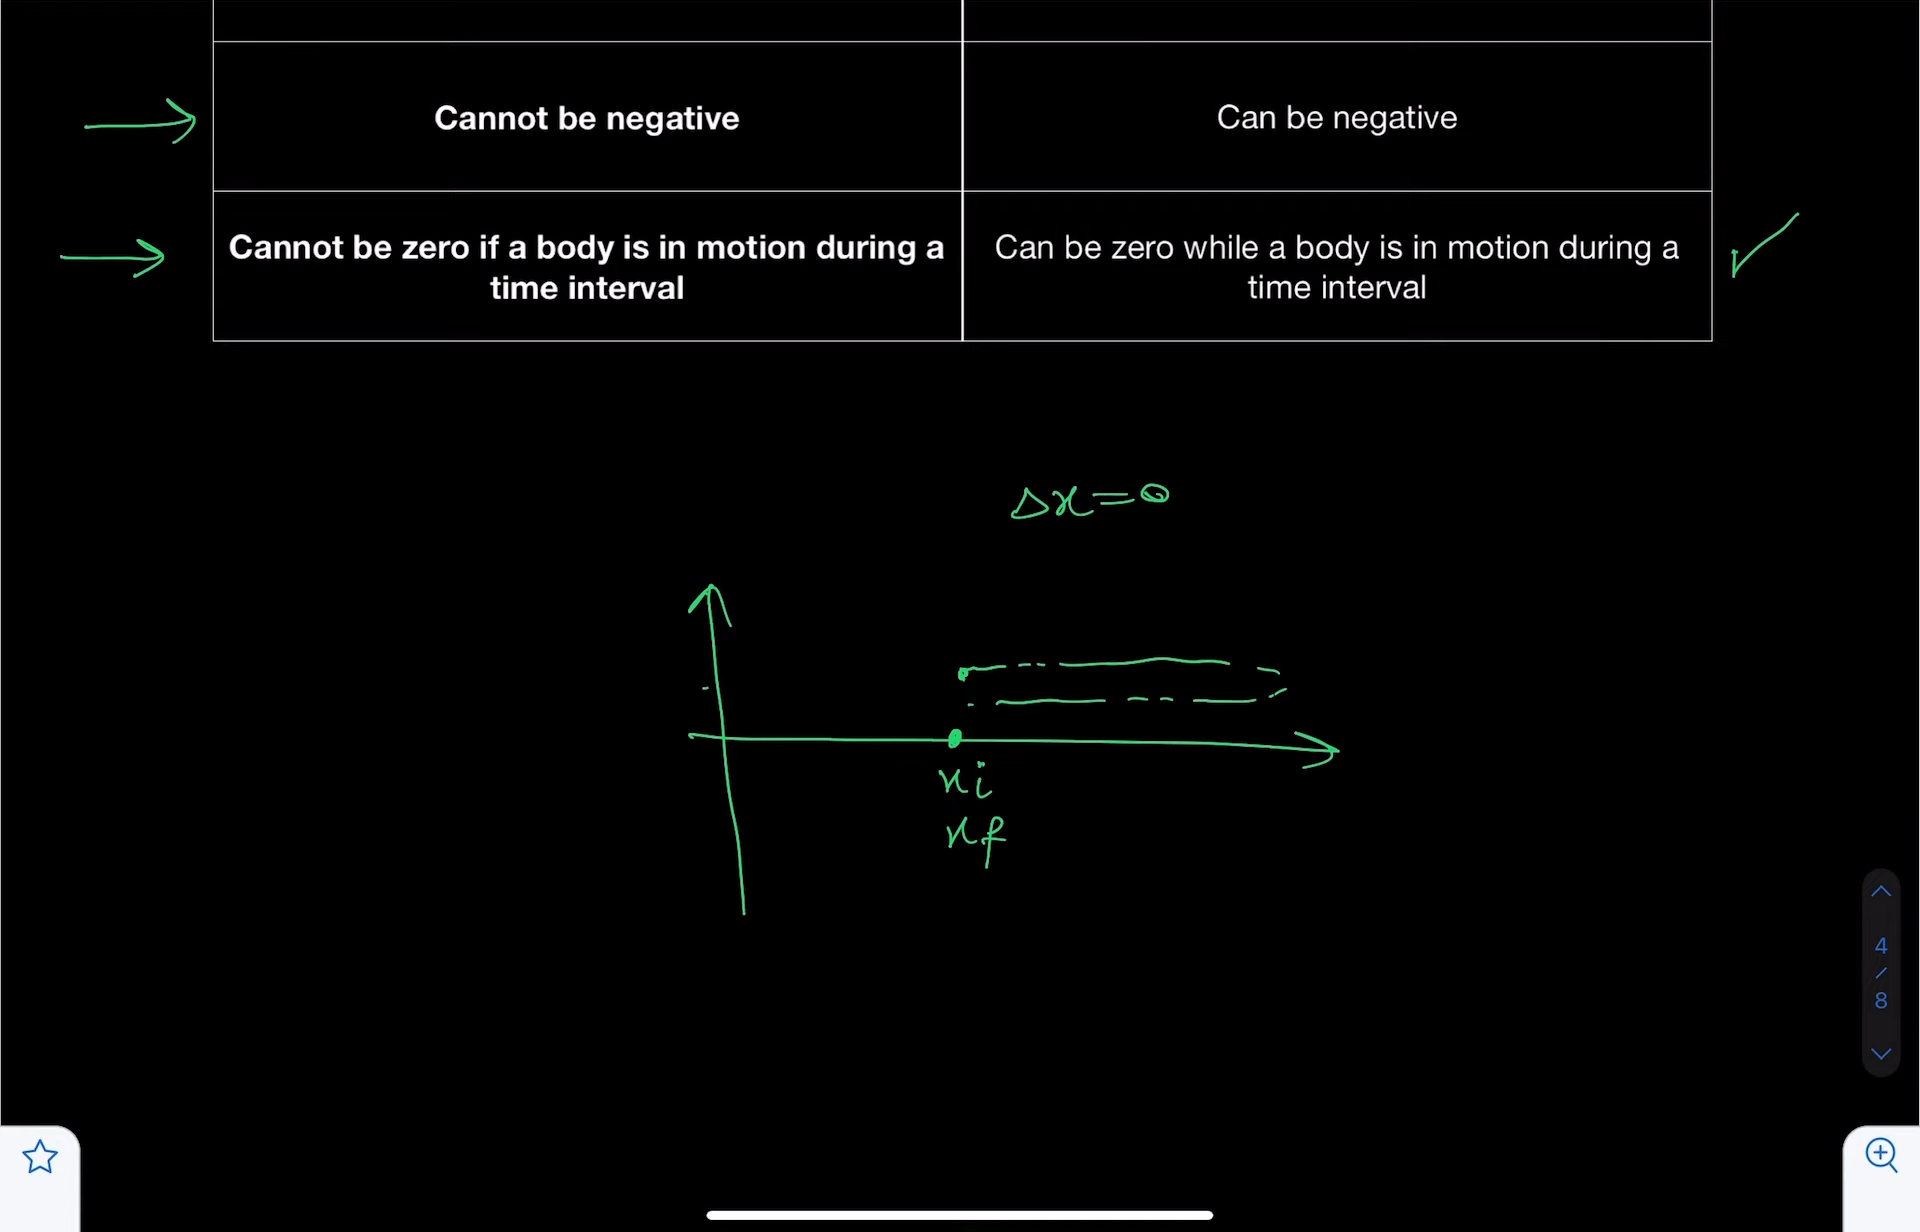 Cannot be negative
Can be negative
Cannot be zero if a body is in motion during a
time interval
Can be zero while a body is in motion during a
time interval
Δx=0
xi
xf
4
/
8